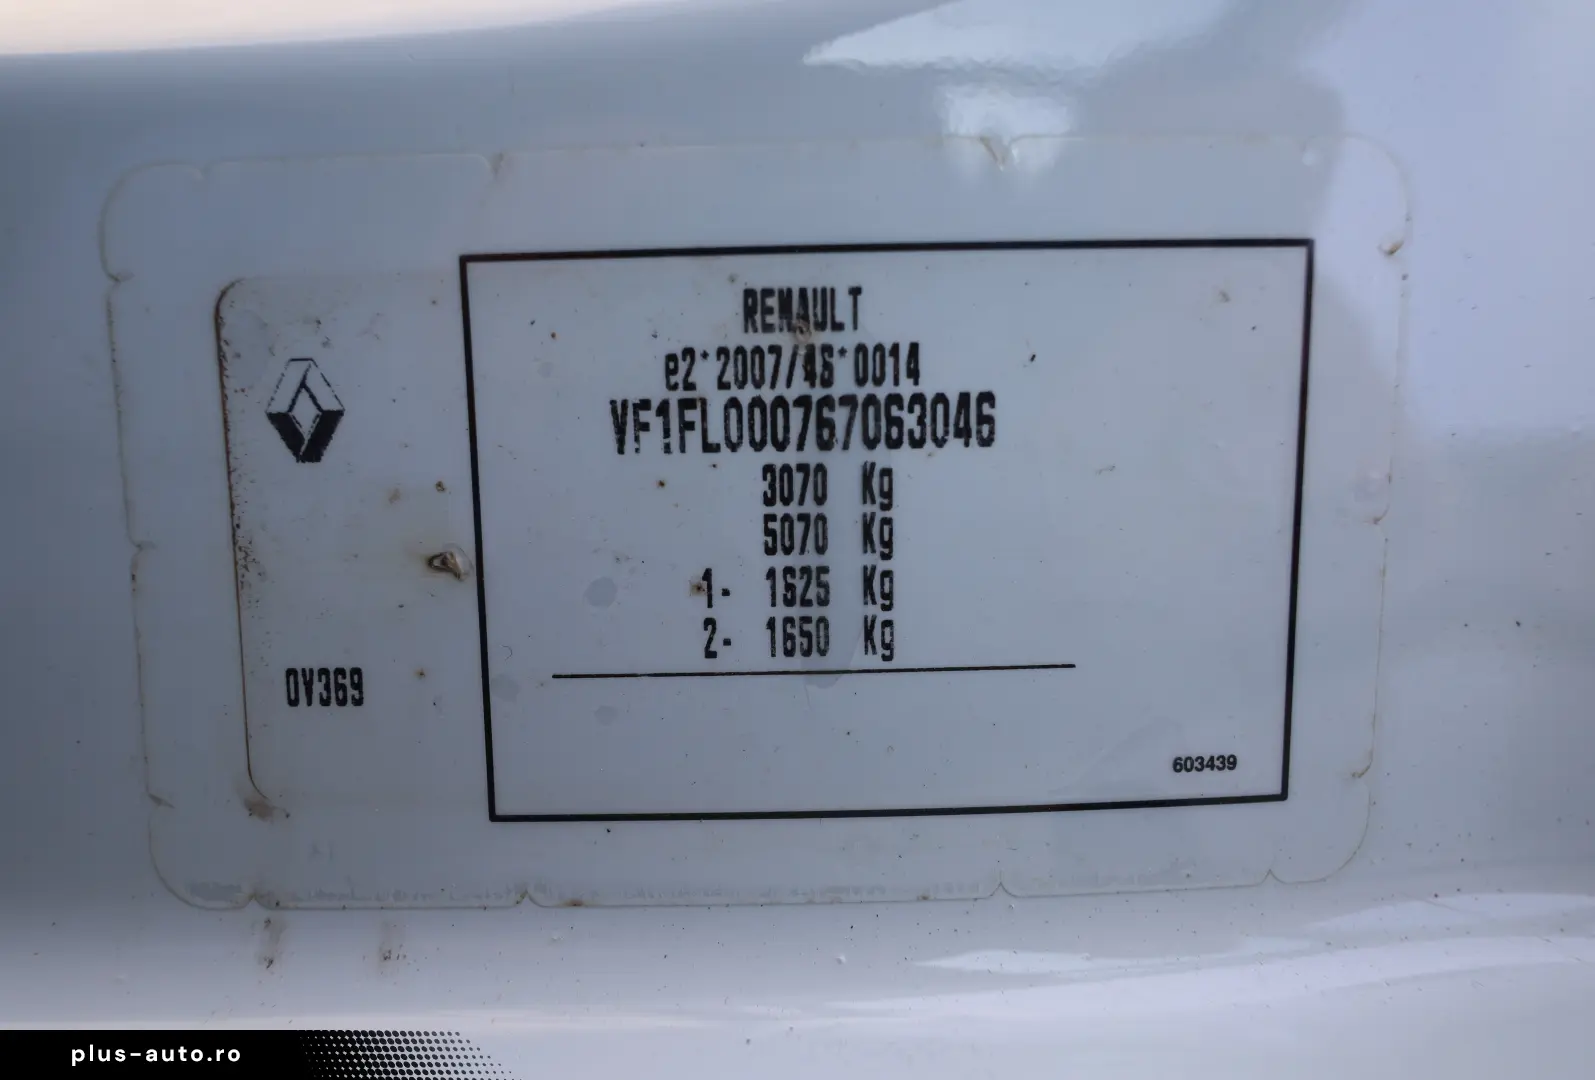 RENAULT
e2*2007/46*0014
VF1FL000767063046
3070 Kg
5070 Kg
1- 1625 Kg
2- 1650 Kg
0V369
603439
plus-auto.ro